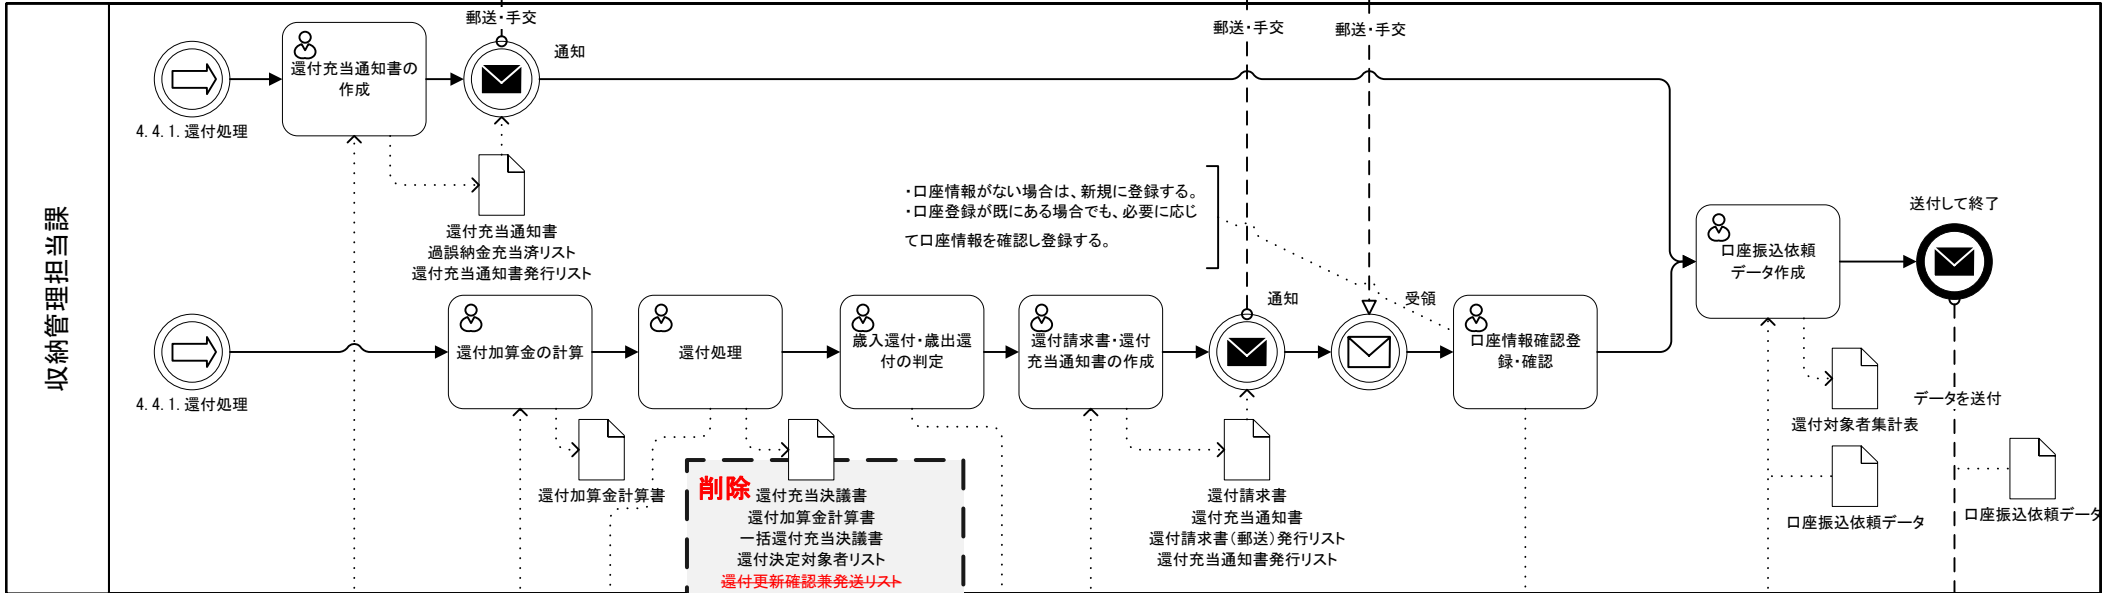 収納管理担当課
郵送・手交
郵送・手交
郵送・手交
還付充当通知書の
作成
通知
4.4.1.還付処理
還付充当通知書
過誤納金充当済リスト
還付充当通知書発行リスト
・口座情報がない場合は、新規に登録する。
・口座登録が既にある場合でも、必要に応じ
て口座情報を確認し登録する。
口座振込依頼
データ作成
送付して終了
還付加算金の計算
還付処理
歳入還付・歳出還
付の判定
還付請求書・還付
充当通知書の作成
通知
受領
口座情報確認登
録・確認
4.4.1.還付処理
還付加算金計算書
削除
還付充当決議書
還付加算金計算書
一括還付充当決議書
還付決定対象者リスト
還付更新確認兼発送リスト
還付請求書
還付充当通知書
還付請求書(郵送)発行リスト
還付充当通知書発行リスト
還付対象者集計表
データを送付
口座振込依頼データ
口座振込依頼データ